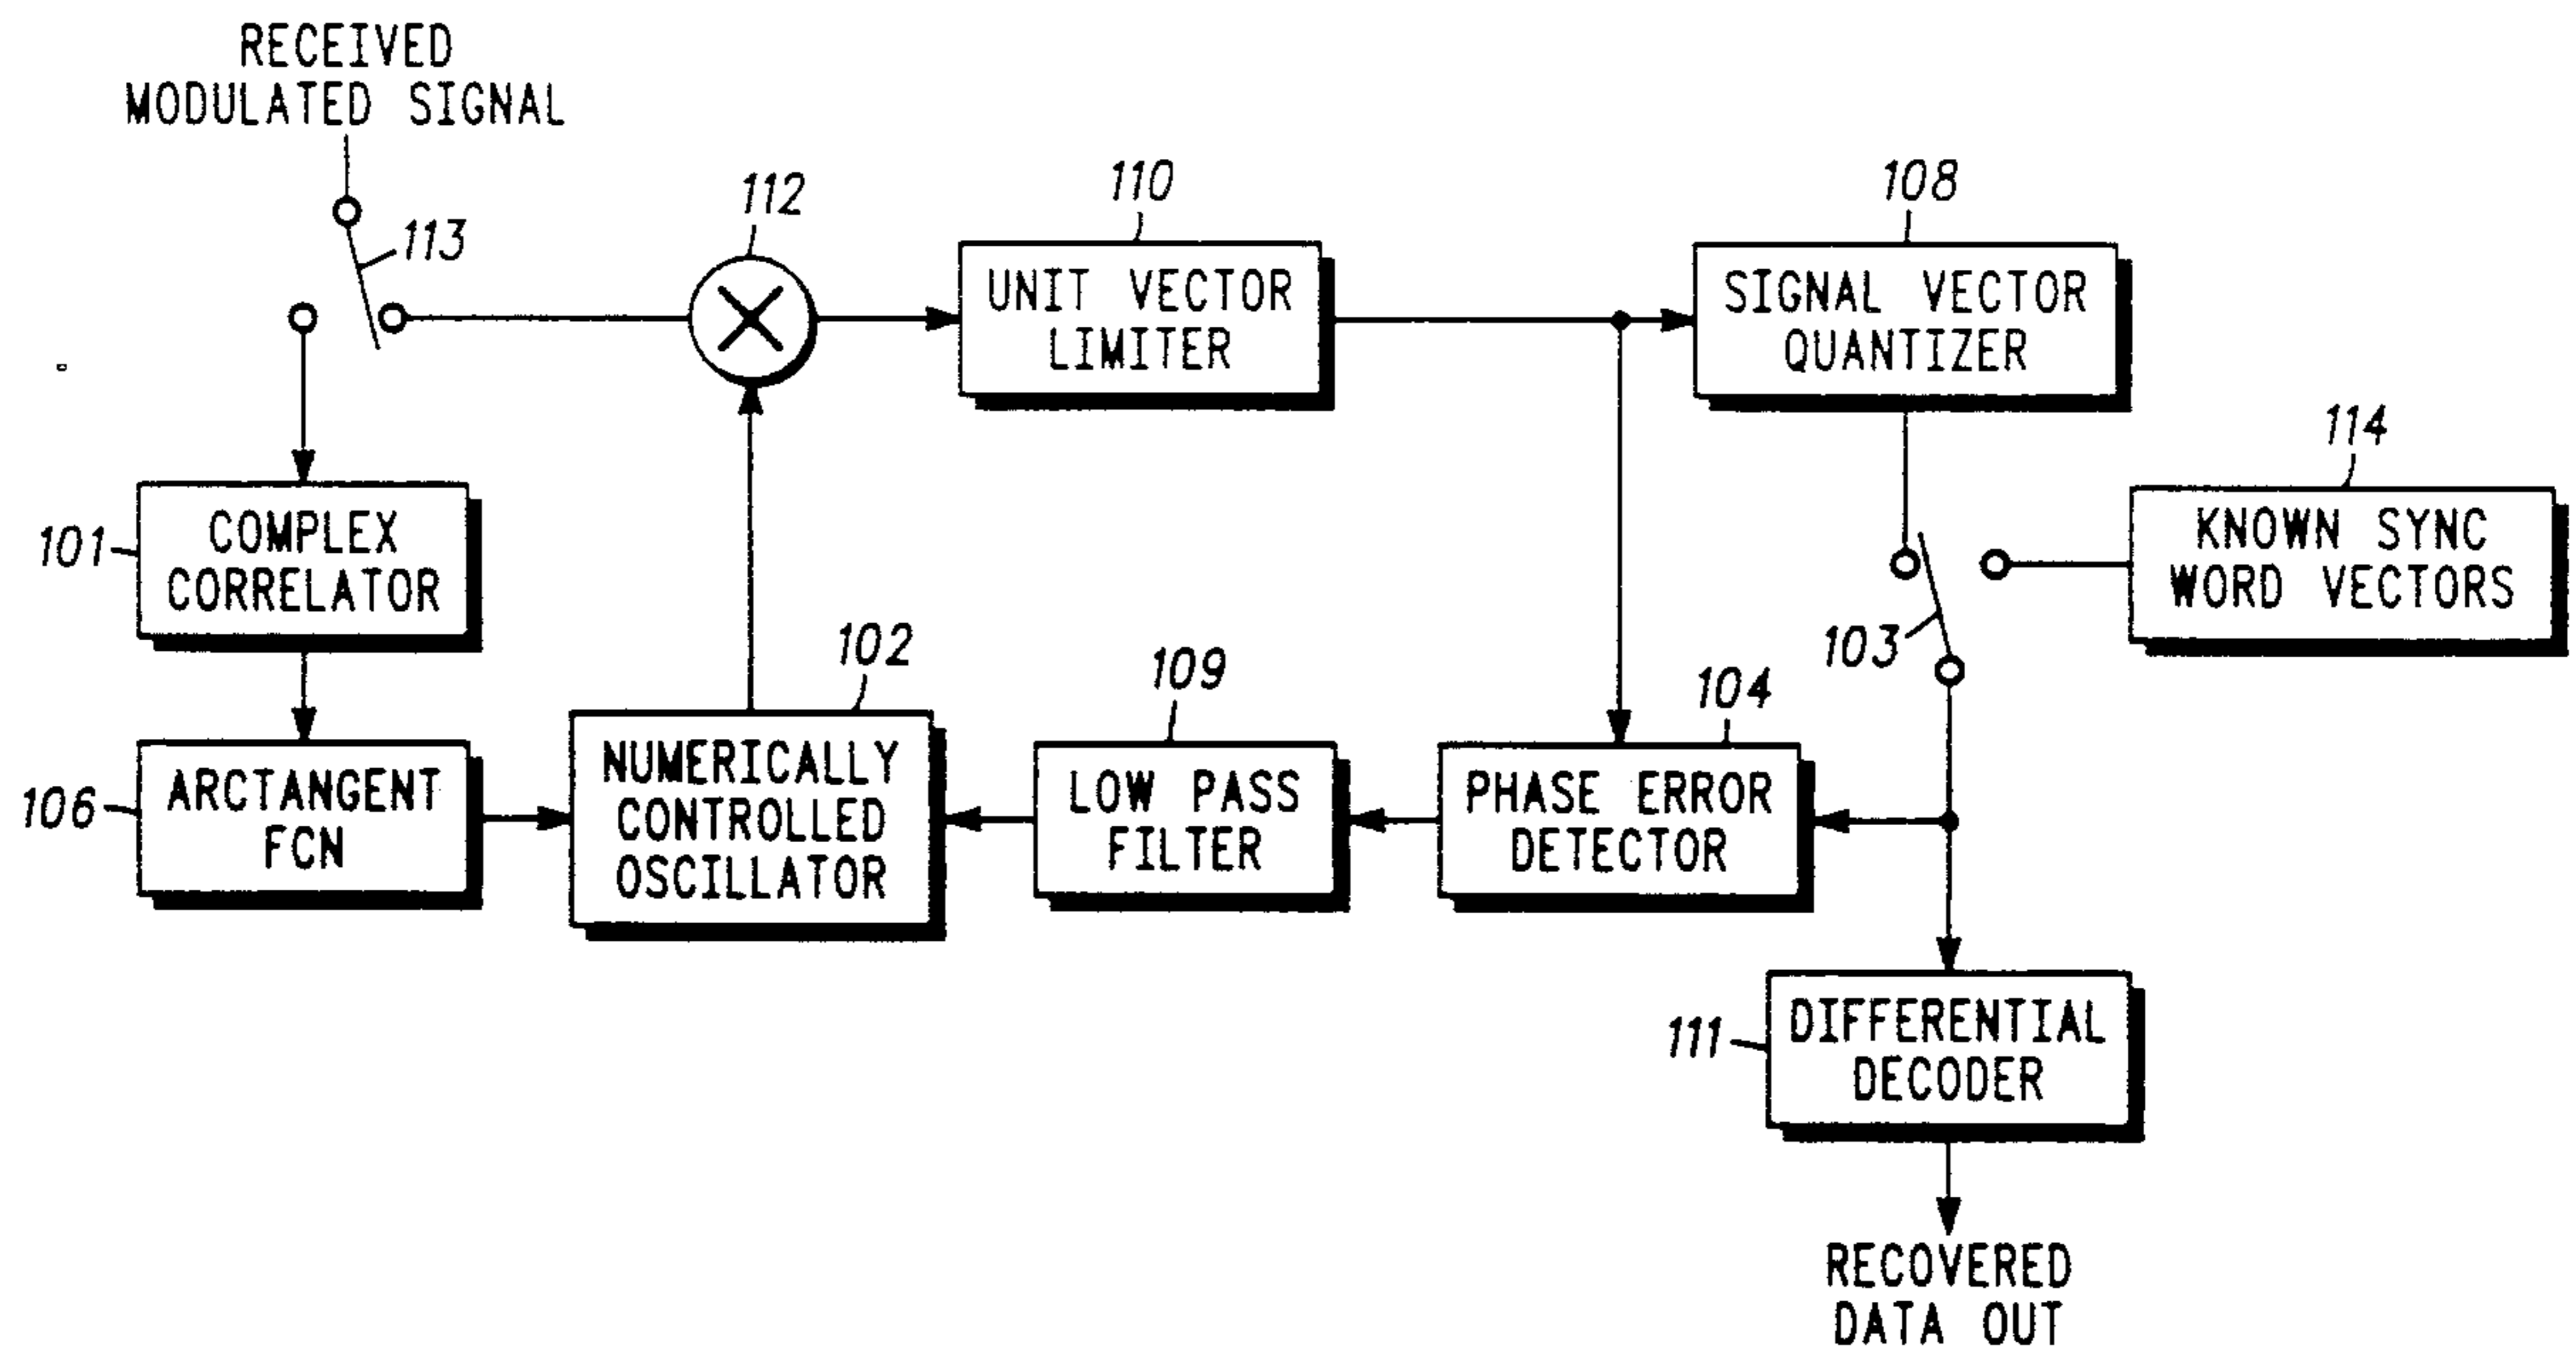 RECEIVED
MODULATED SIGNAL
113
112
110
UNIT VECTOR
LIMITER
108
SIGNAL VECTOR
QUANTIZER
114
KNOWN SYNC
WORD VECTORS
101
COMPLEX
CORRELATOR
103
106
ARCTANGENT
FCN
102
NUMERICALLY
CONTROLLED
OSCILLATOR
109
LOW PASS
FILTER
104
PHASE ERROR
DETECTOR
111
DIFFERENTIAL
DECODER
RECOVERED
DATA OUT